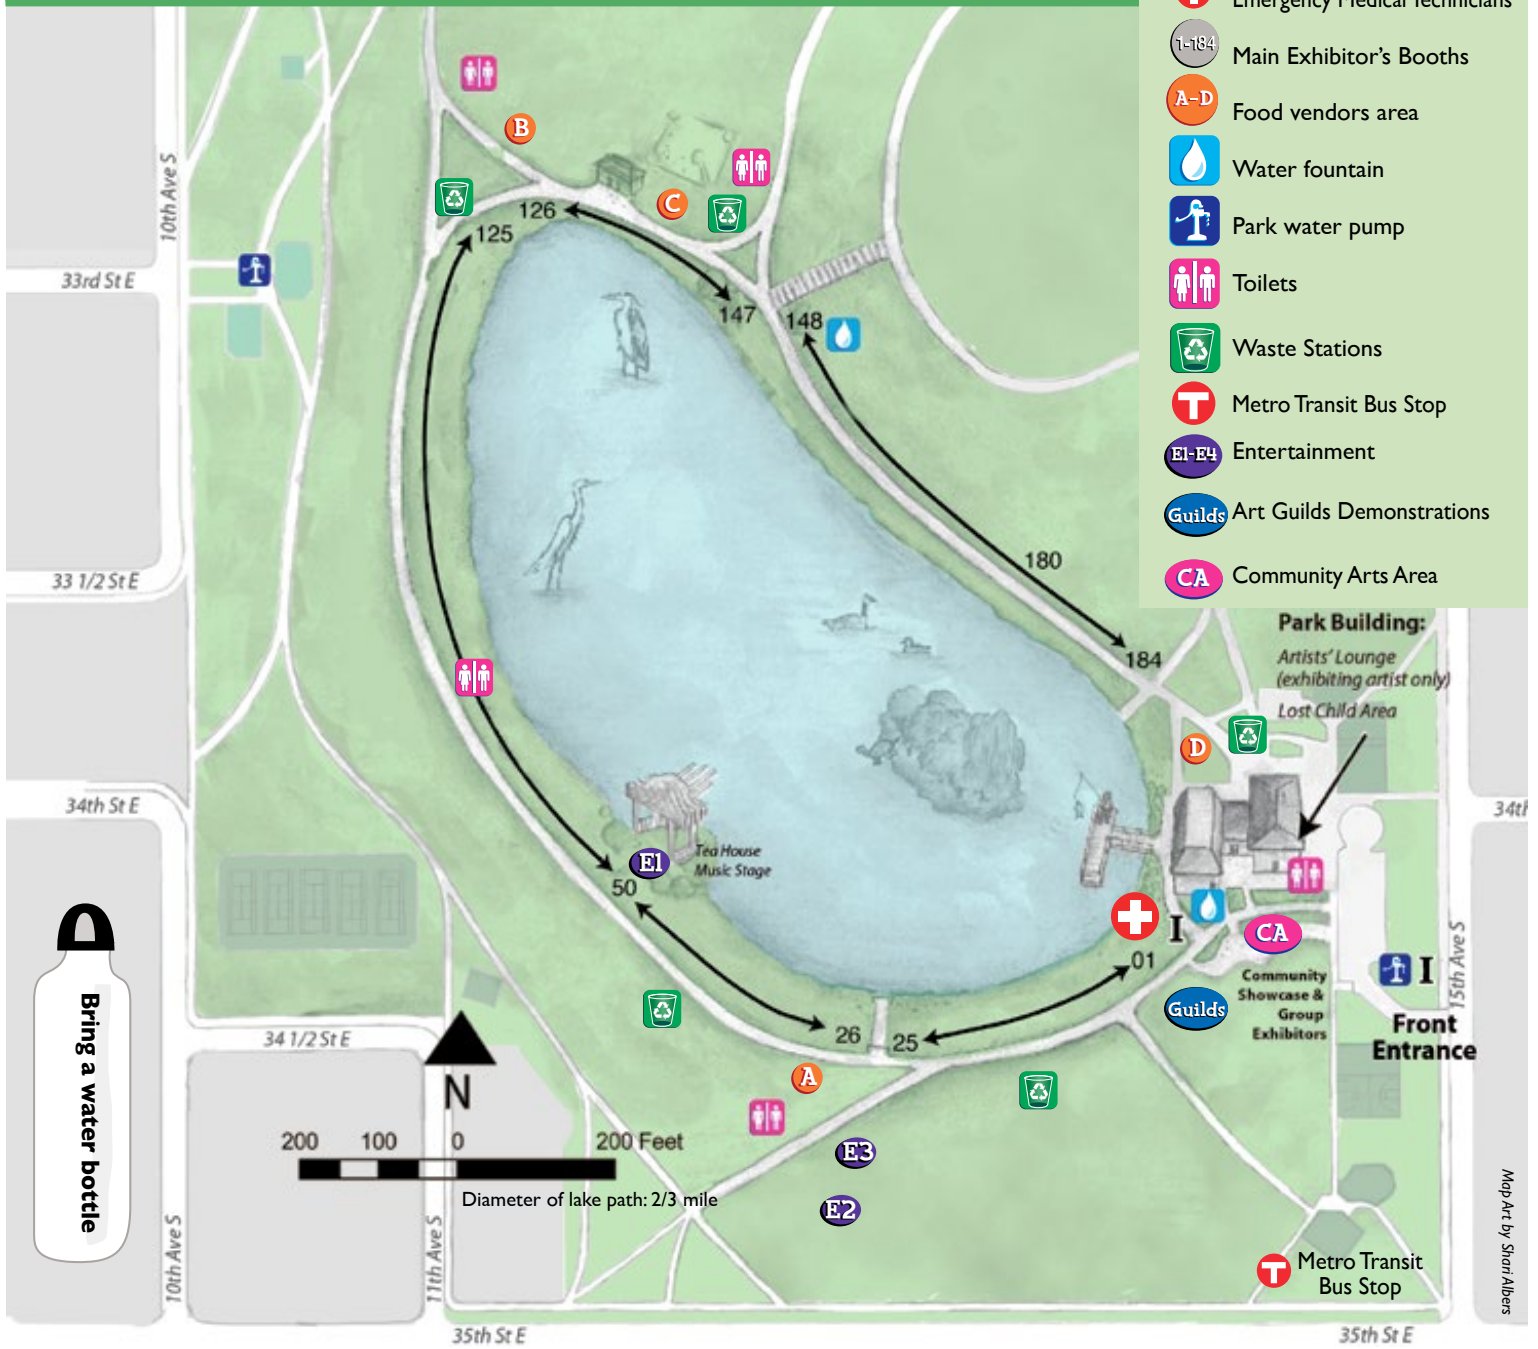 Emergency Medical Technicians
1-184
Main Exhibitor's Booths
A-D
Food vendors area
Water fountain
Park water pump
Toilets
Waste Stations
T
Metro Transit Bus Stop
E1-E4
Entertainment
Guilds
Art Guilds Demonstrations
CA
Community Arts Area
B
C
126
125
147
148
10th Ave S
33rd St E
33 1/2 St E
180
184
Park Building:
Artists' Lounge
(exhibiting artist only)
Lost Child Area
D
34th St E
34th
E1
Tea House
Music Stage
50
I
CA
01
Community
Showcase &
Group
Exhibitors
Guilds
I
15th Ave S
Front
Entrance
26
25
A
34 1/2 St E
N
200
100
0
200 Feet
Diameter of lake path: 2/3 mile
E3
E2
Bring a water bottle
10th Ave S
11th Ave S
35th St E
T
Metro Transit
Bus Stop
35th St E
Map Art by Shari Albers